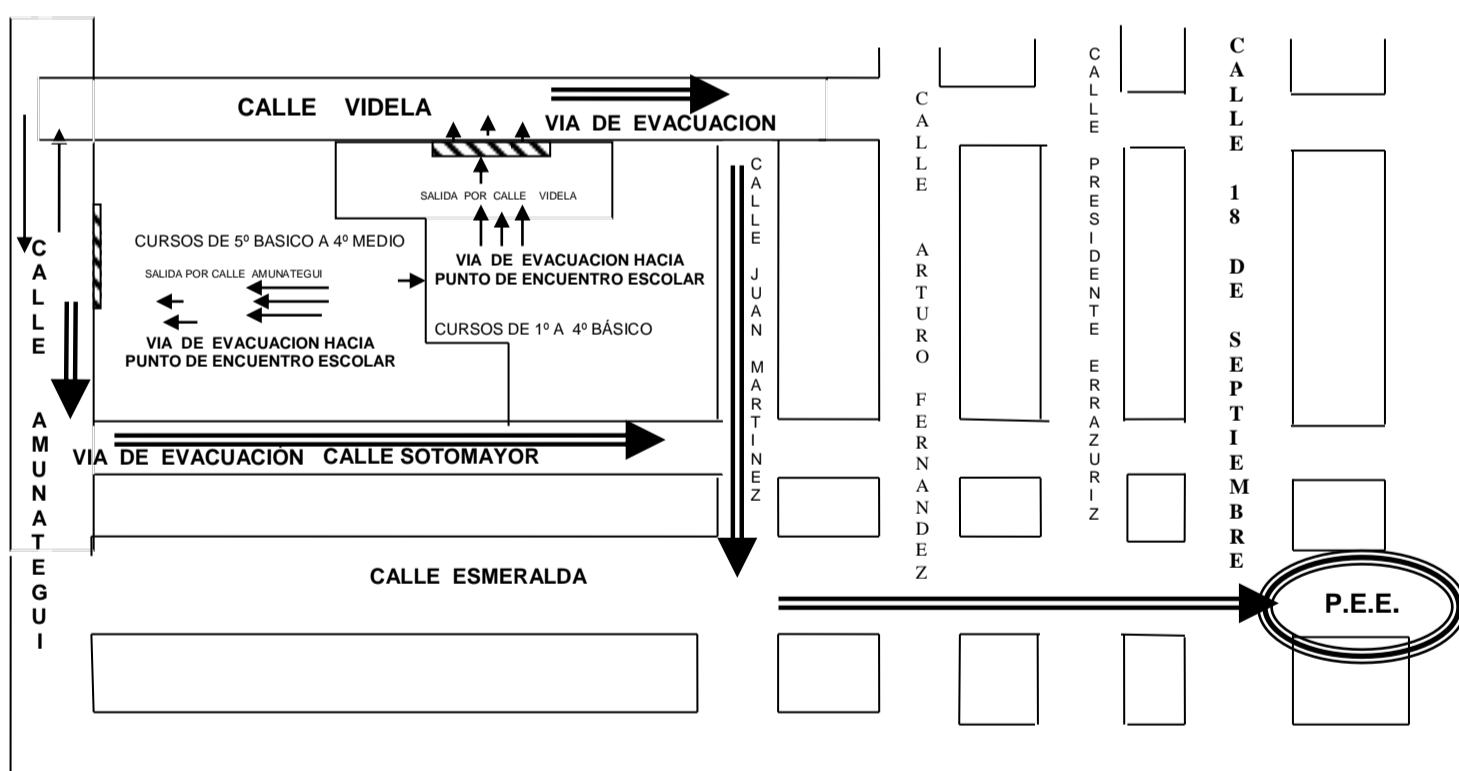 CALLE VIDELA
VIA DE EVACUACION
SALIDA POR CALLE VIDELA
CURSOS DE 5º BASICO A 4º MEDIO
SALIDA POR CALLE AMUNATEGUI
VIA DE EVACUACION HACIA
PUNTO DE ENCUENTRO ESCOLAR
VIA DE EVACUACION HACIA
PUNTO DE ENCUENTRO ESCOLAR
CURSOS DE 1º A 4º BÁSICO
VIA DE EVACUACIÓN CALLE SOTOMAYOR
CALLE ESMERALDA
CALLE AMUNATEGUI
CALLE JUAN MARTINEZ
CALLE ARTURO FERNANDEZ
CALLE PRESIDENTE ERRAZURIZ
CALLE 18 DE SEPTIEMBRE
P.E.E.